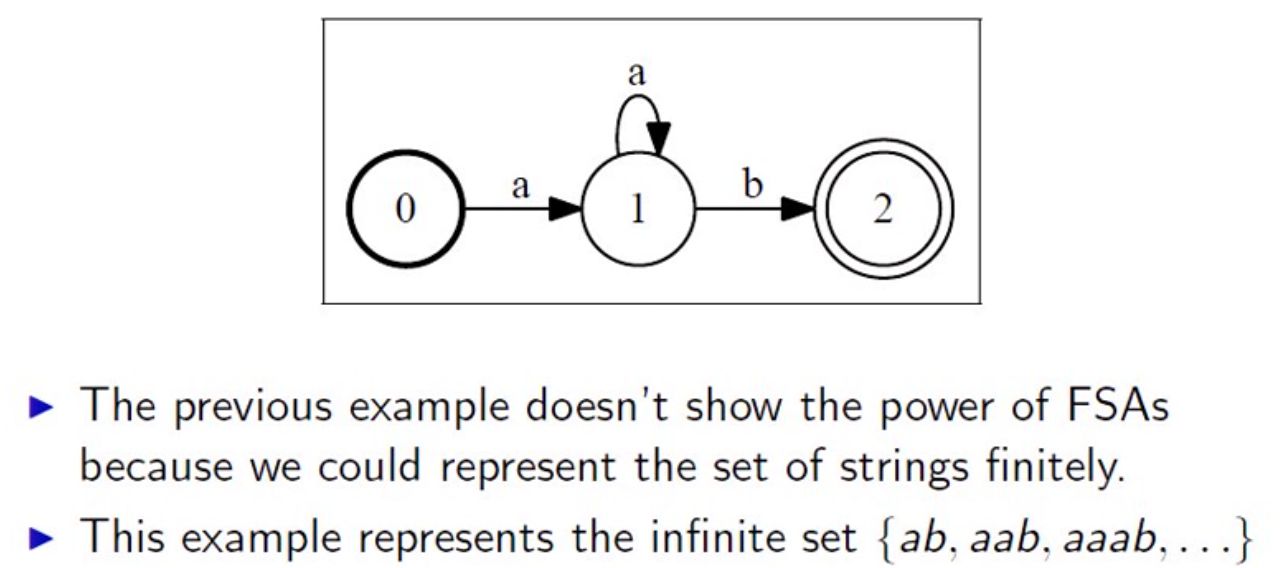 a
a
b
0
1
2
▶ The previous example doesn't show the power of FSAs
because we could represent the set of strings finitely.
▶ This example represents the infinite set {ab, aab, aaab, ...}